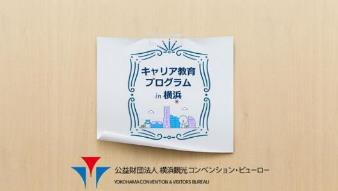 キャリア教育
プログラム
in 横浜
公益財団法人 横浜観光コンベンション・ビューロー
YOKOHAMA CONVENTION & VISITORS BUREAU